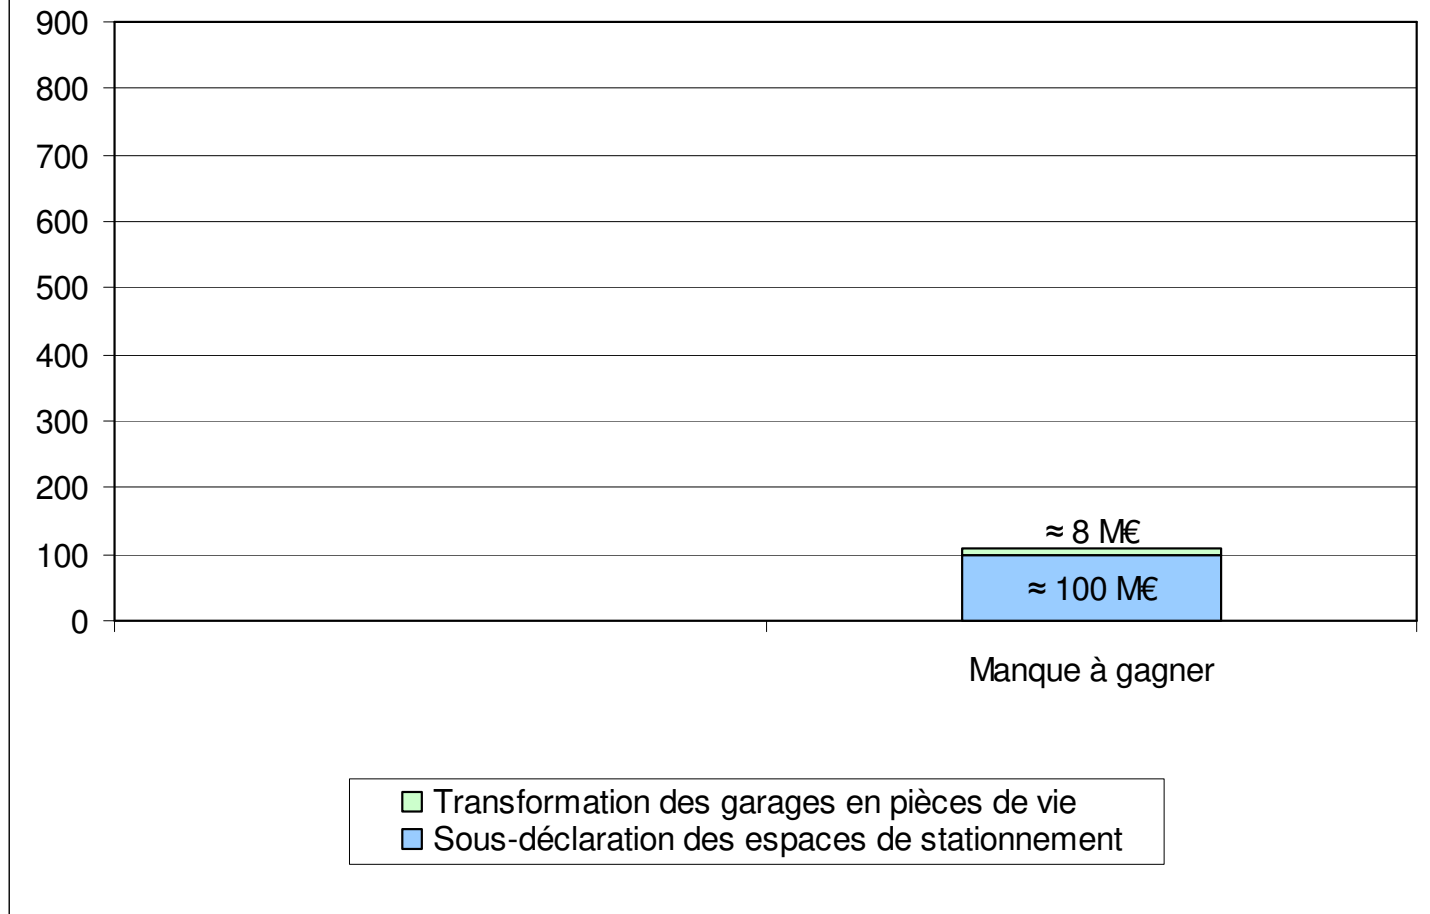 900
800
700
600
500
400
300
200
100
0
≈ 8 M€
≈ 100 M€
Manque à gagner
Transformation des garages en pièces de vie
Sous-déclaration des espaces de stationnement